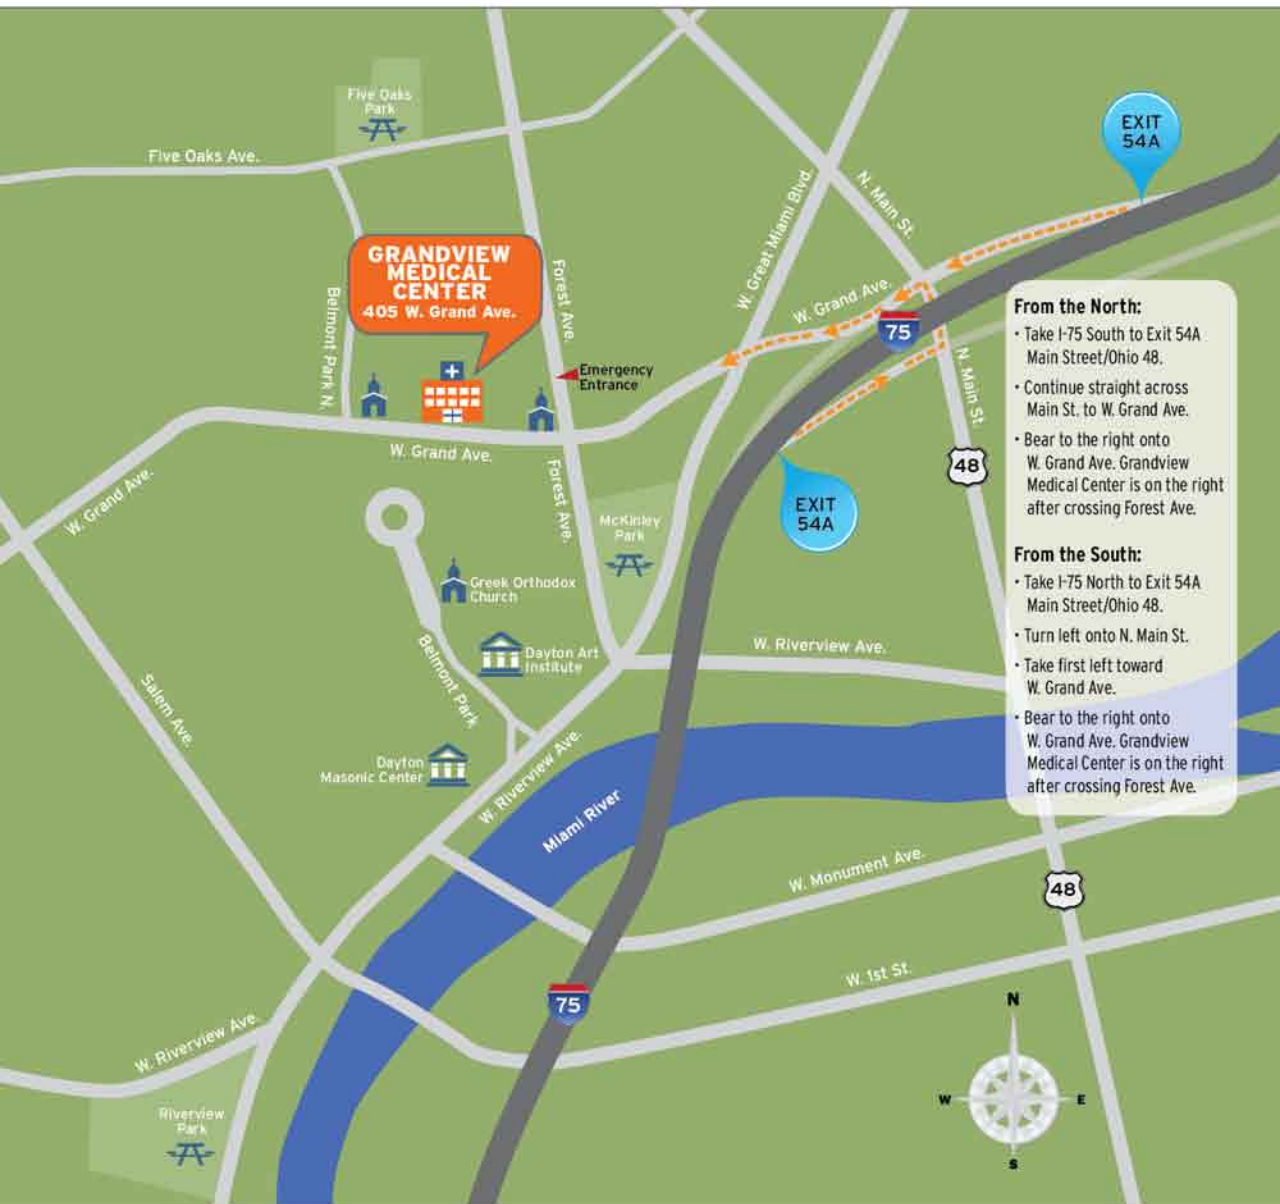 Five Oaks
Park
Five Oaks Ave.
EXIT
54A
N. Main St.
W. Great Miami Blvd.
GRANDVIEW
MEDICAL
CENTER
405 W. Grand Ave.
Forest Ave.
Belmont Park N.
W. Grand Ave.
75
Emergency
Entrance
N. Main St.
48
W. Grand Ave.
W. Grand Ave.
Forest Ave.
McKinley
Park
EXIT
54A
From the North:
· Take I-75 South to Exit 54A
Main Street/Ohio 48.
· Continue straight across
Main St. to W. Grand Ave.
· Bear to the right onto
W. Grand Ave. Grandview
Medical Center is on the right
after crossing Forest Ave.
From the South:
· Take I-75 North to Exit 54A
Main Street/Ohio 48.
· Turn left onto N. Main St.
· Take first left toward
W. Grand Ave.
· Bear to the right onto
W. Grand Ave. Grandview
Medical Center is on the right
after crossing Forest Ave.
Greek Orthodox
Church
Dayton Art
Institute
W. Riverview Ave.
Belmont Park
Salem Ave.
Dayton
Masonic Center
W. Riverview Ave.
Miami River
W. Monument Ave.
48
W. 1st St.
75
W. Riverview Ave.
Riverview
Park
N
W
E
S